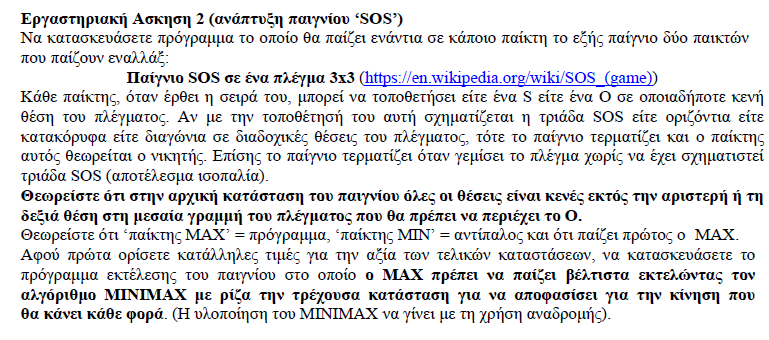 Εργαστηριακή Ασκηση 2 (ανάπτυξη παιγνίου ‘SOS’)
Να κατασκευάσετε πρόγραμμα το οποίο θα παίζει ενάντια σε κάποιο παίκτη το εξής παίγνιο δύο παικτών
που παίζουν εναλλάξ:
Παίγνιο SOS σε ένα πλέγμα 3x3 (https://en.wikipedia.org/wiki/SOS_(game))
Κάθε παίκτης, όταν έρθει η σειρά του, μπορεί να τοποθετήσει είτε ένα S είτε ένα Ο σε οποιαδήποτε κενή
θέση του πλέγματος. Αν με την τοποθέτησή του αυτή σχηματίζεται η τριάδα SOS είτε οριζόντια είτε
κατακόρυφα είτε διαγώνια σε διαδοχικές θέσεις του πλέγματος, τότε το παίγνιο τερματίζει και ο παίκτης
αυτός θεωρείται ο νικητής. Επίσης το παίγνιο τερματίζει όταν γεμίσει το πλέγμα χωρίς να έχει σχηματιστεί
τριάδα SOS (αποτέλεσμα ισοπαλία).
Θεωρείστε ότι στην αρχική κατάσταση του παιγνίου όλες οι θέσεις είναι κενές εκτός την αριστερή ή τη
δεξιά θέση στη μεσαία γραμμή του πλέγματος που θα πρέπει να περιέχει το Ο.
Θεωρείστε ότι ‘παίκτης MAX’ = πρόγραμμα, ‘παίκτης MIN’ = αντίπαλος και ότι παίζει πρώτος ο MAX.
Αφού πρώτα ορίσετε κατάλληλες τιμές για την αξία των τελικών καταστάσεων, να κατασκευάσετε το
πρόγραμμα εκτέλεσης του παιγνίου στο οποίο ο MAX πρέπει να παίζει βέλτιστα εκτελώντας τον
αλγόριθμο MINIMAX με ρίζα την τρέχουσα κατάσταση για να αποφασίσει για την κίνηση που
θα κάνει κάθε φορά. (Η υλοποίηση του MINIMAX να γίνει με τη χρήση αναδρομής).